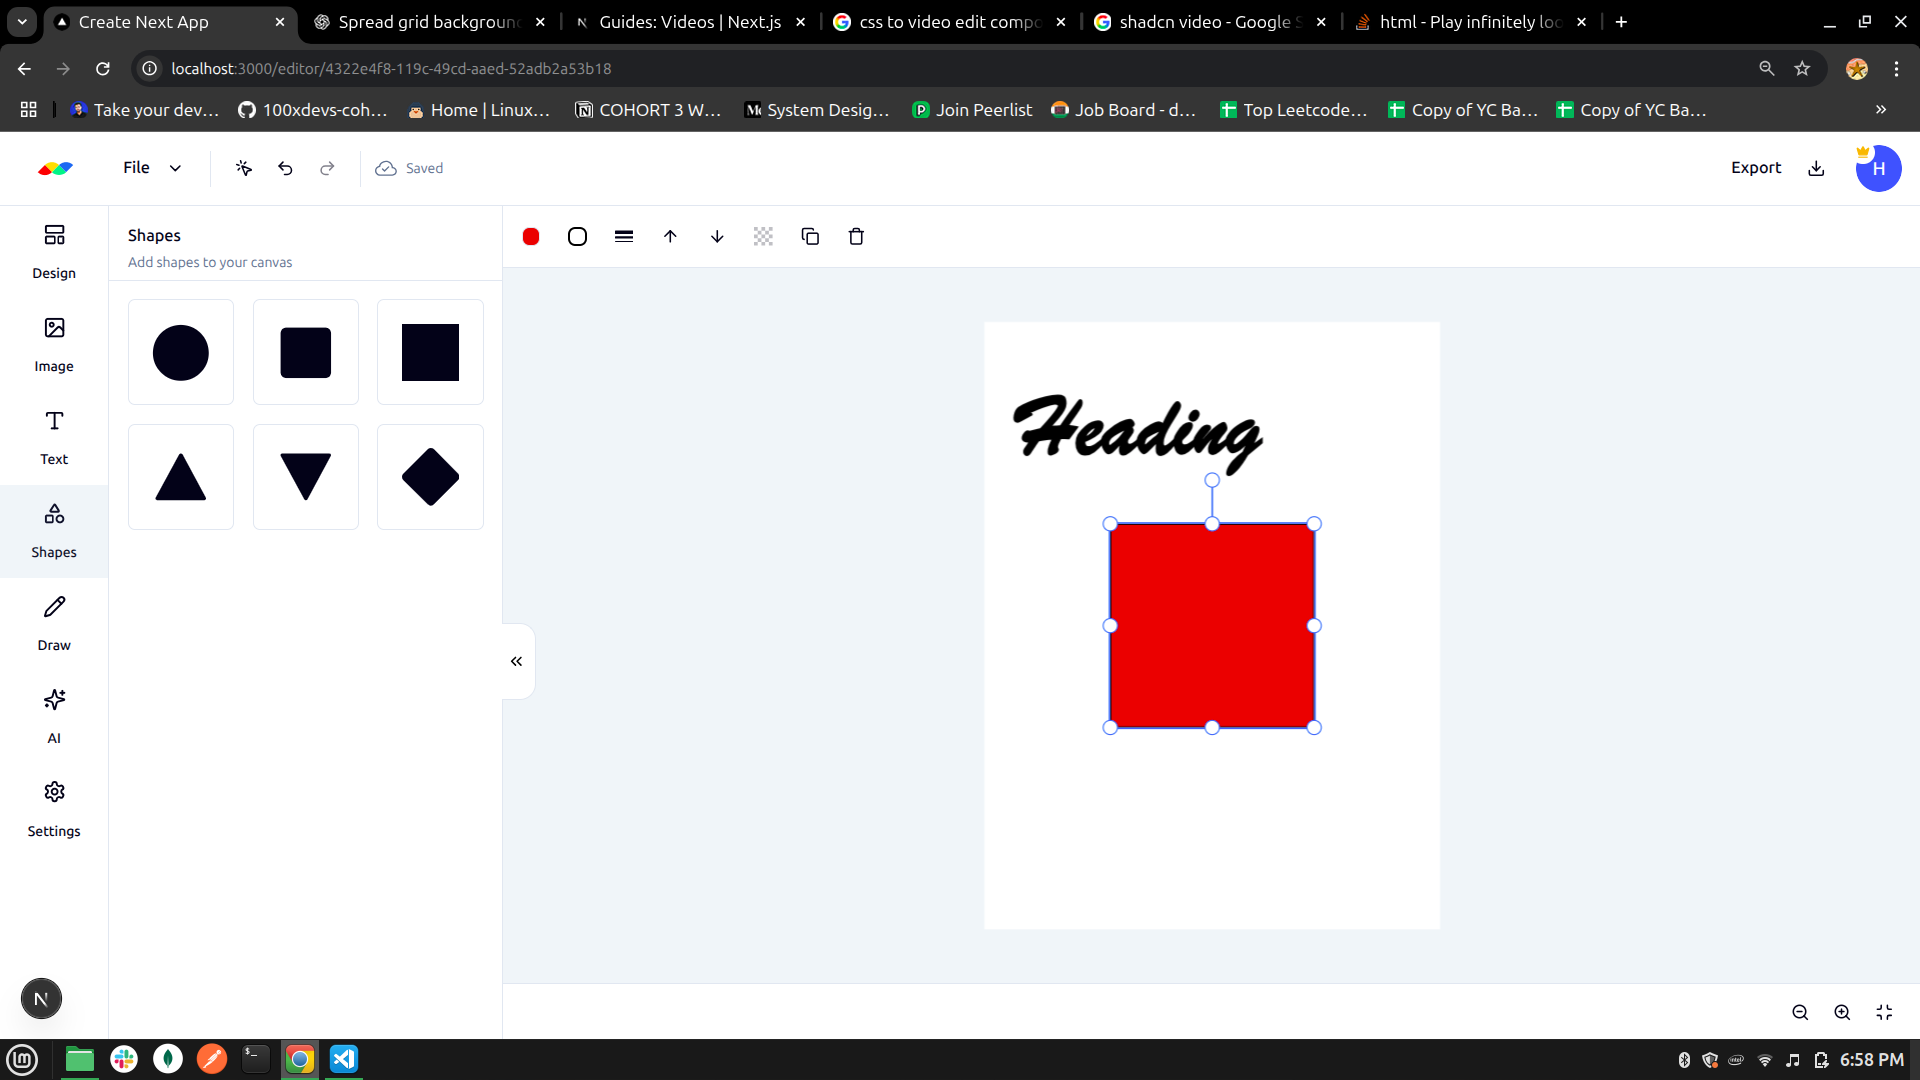 Create Next App
Spread grid background
Guides: Videos | Next.js
css to video edit compo
shadcn video - Google S
html - Play infinitely loo
localhost:3000/editor/4322e4f8-119c-49cd-aaed-52adb2a53b18
Take your dev...
100xdevs-coh...
Home | Linux...
COHORT 3 W...
System Desig...
Join Peerlist
Job Board - d...
Top Leetcode...
Copy of YC Ba...
Copy of YC Ba...
File
Saved
Export
H
Design
Image
Text
Shapes
Draw
AI
Settings
Shapes
Add shapes to your canvas
Heading
N
6:58 PM